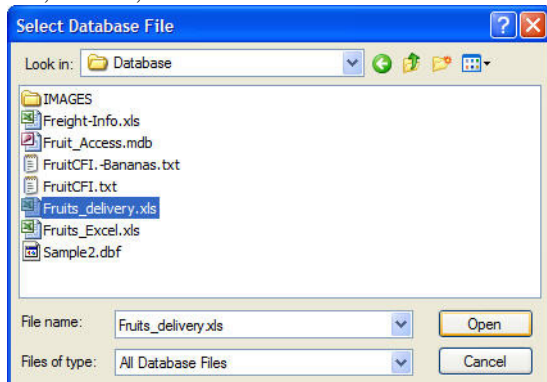 Select Database File
Look in: Database
IMAGES
Freight-Info.xls
Fruit_Access.mdb
FruitCFI.-Bananas.txt
FruitCFI.txt
Fruits_delivery.xls
Fruits_Excel.xls
Sample2.dbf
File name: Fruits_delivery.xls Open
Files of type: All Database Files Cancel